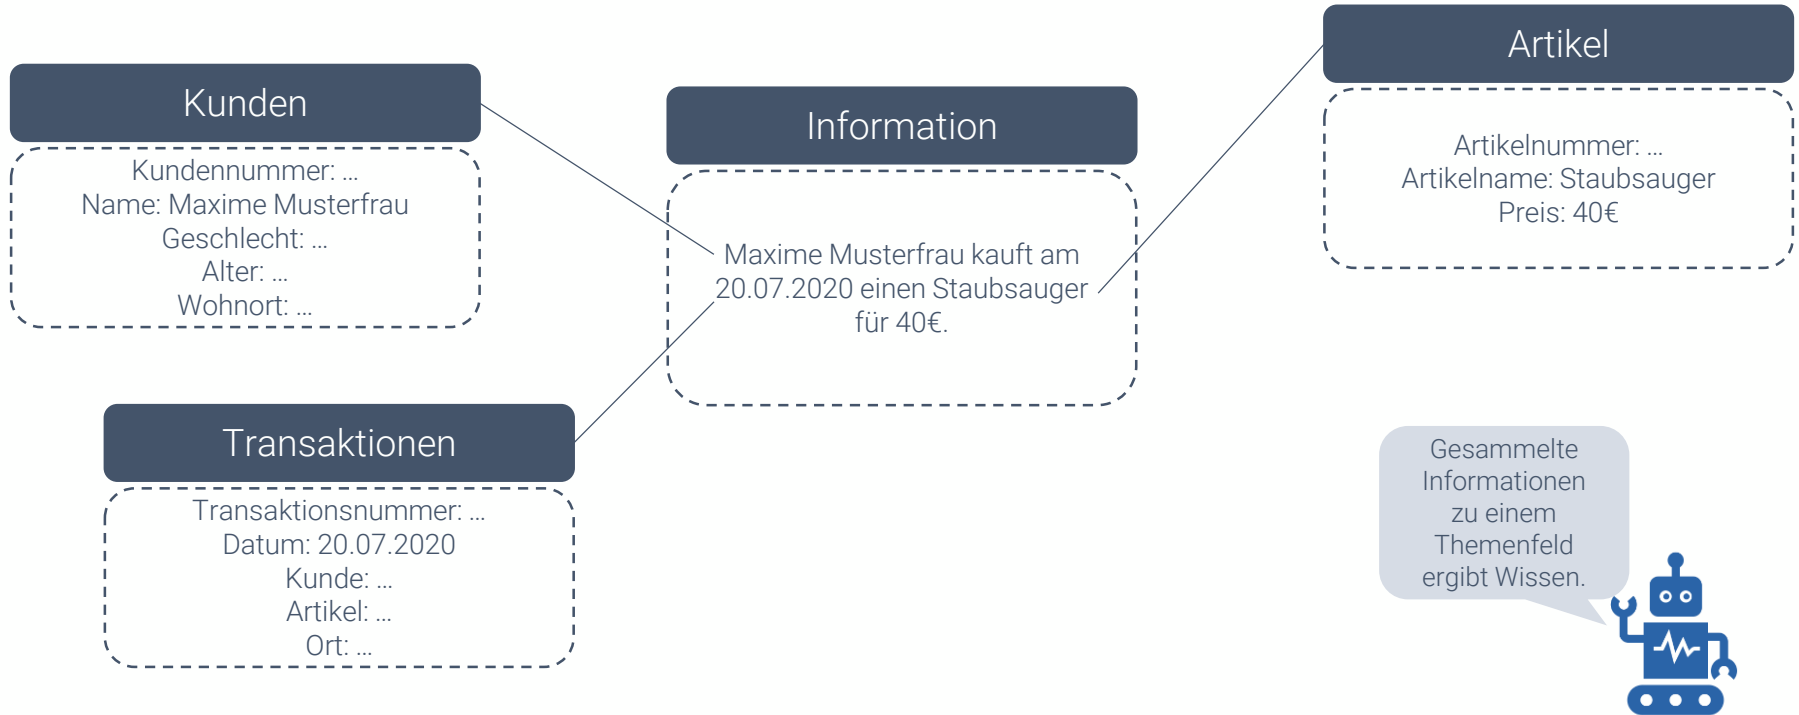 Kunden
Kundennummer: ...
Name: Maxime Musterfrau
Geschlecht: ...
Alter: ...
Wohnort: ...
Transaktionen
Transaktionsnummer: ...
Datum: 20.07.2020
Kunde: ...
Artikel: ...
Ort: ...
Information
Maxime Musterfrau kauft am
20.07.2020 einen Staubsauger
für 40€.
Artikel
Artikelnummer: ...
Artikelname: Staubsauger
Preis: 40€
Gesammelte
Informationen
zu einem
Themenfeld
ergibt Wissen.